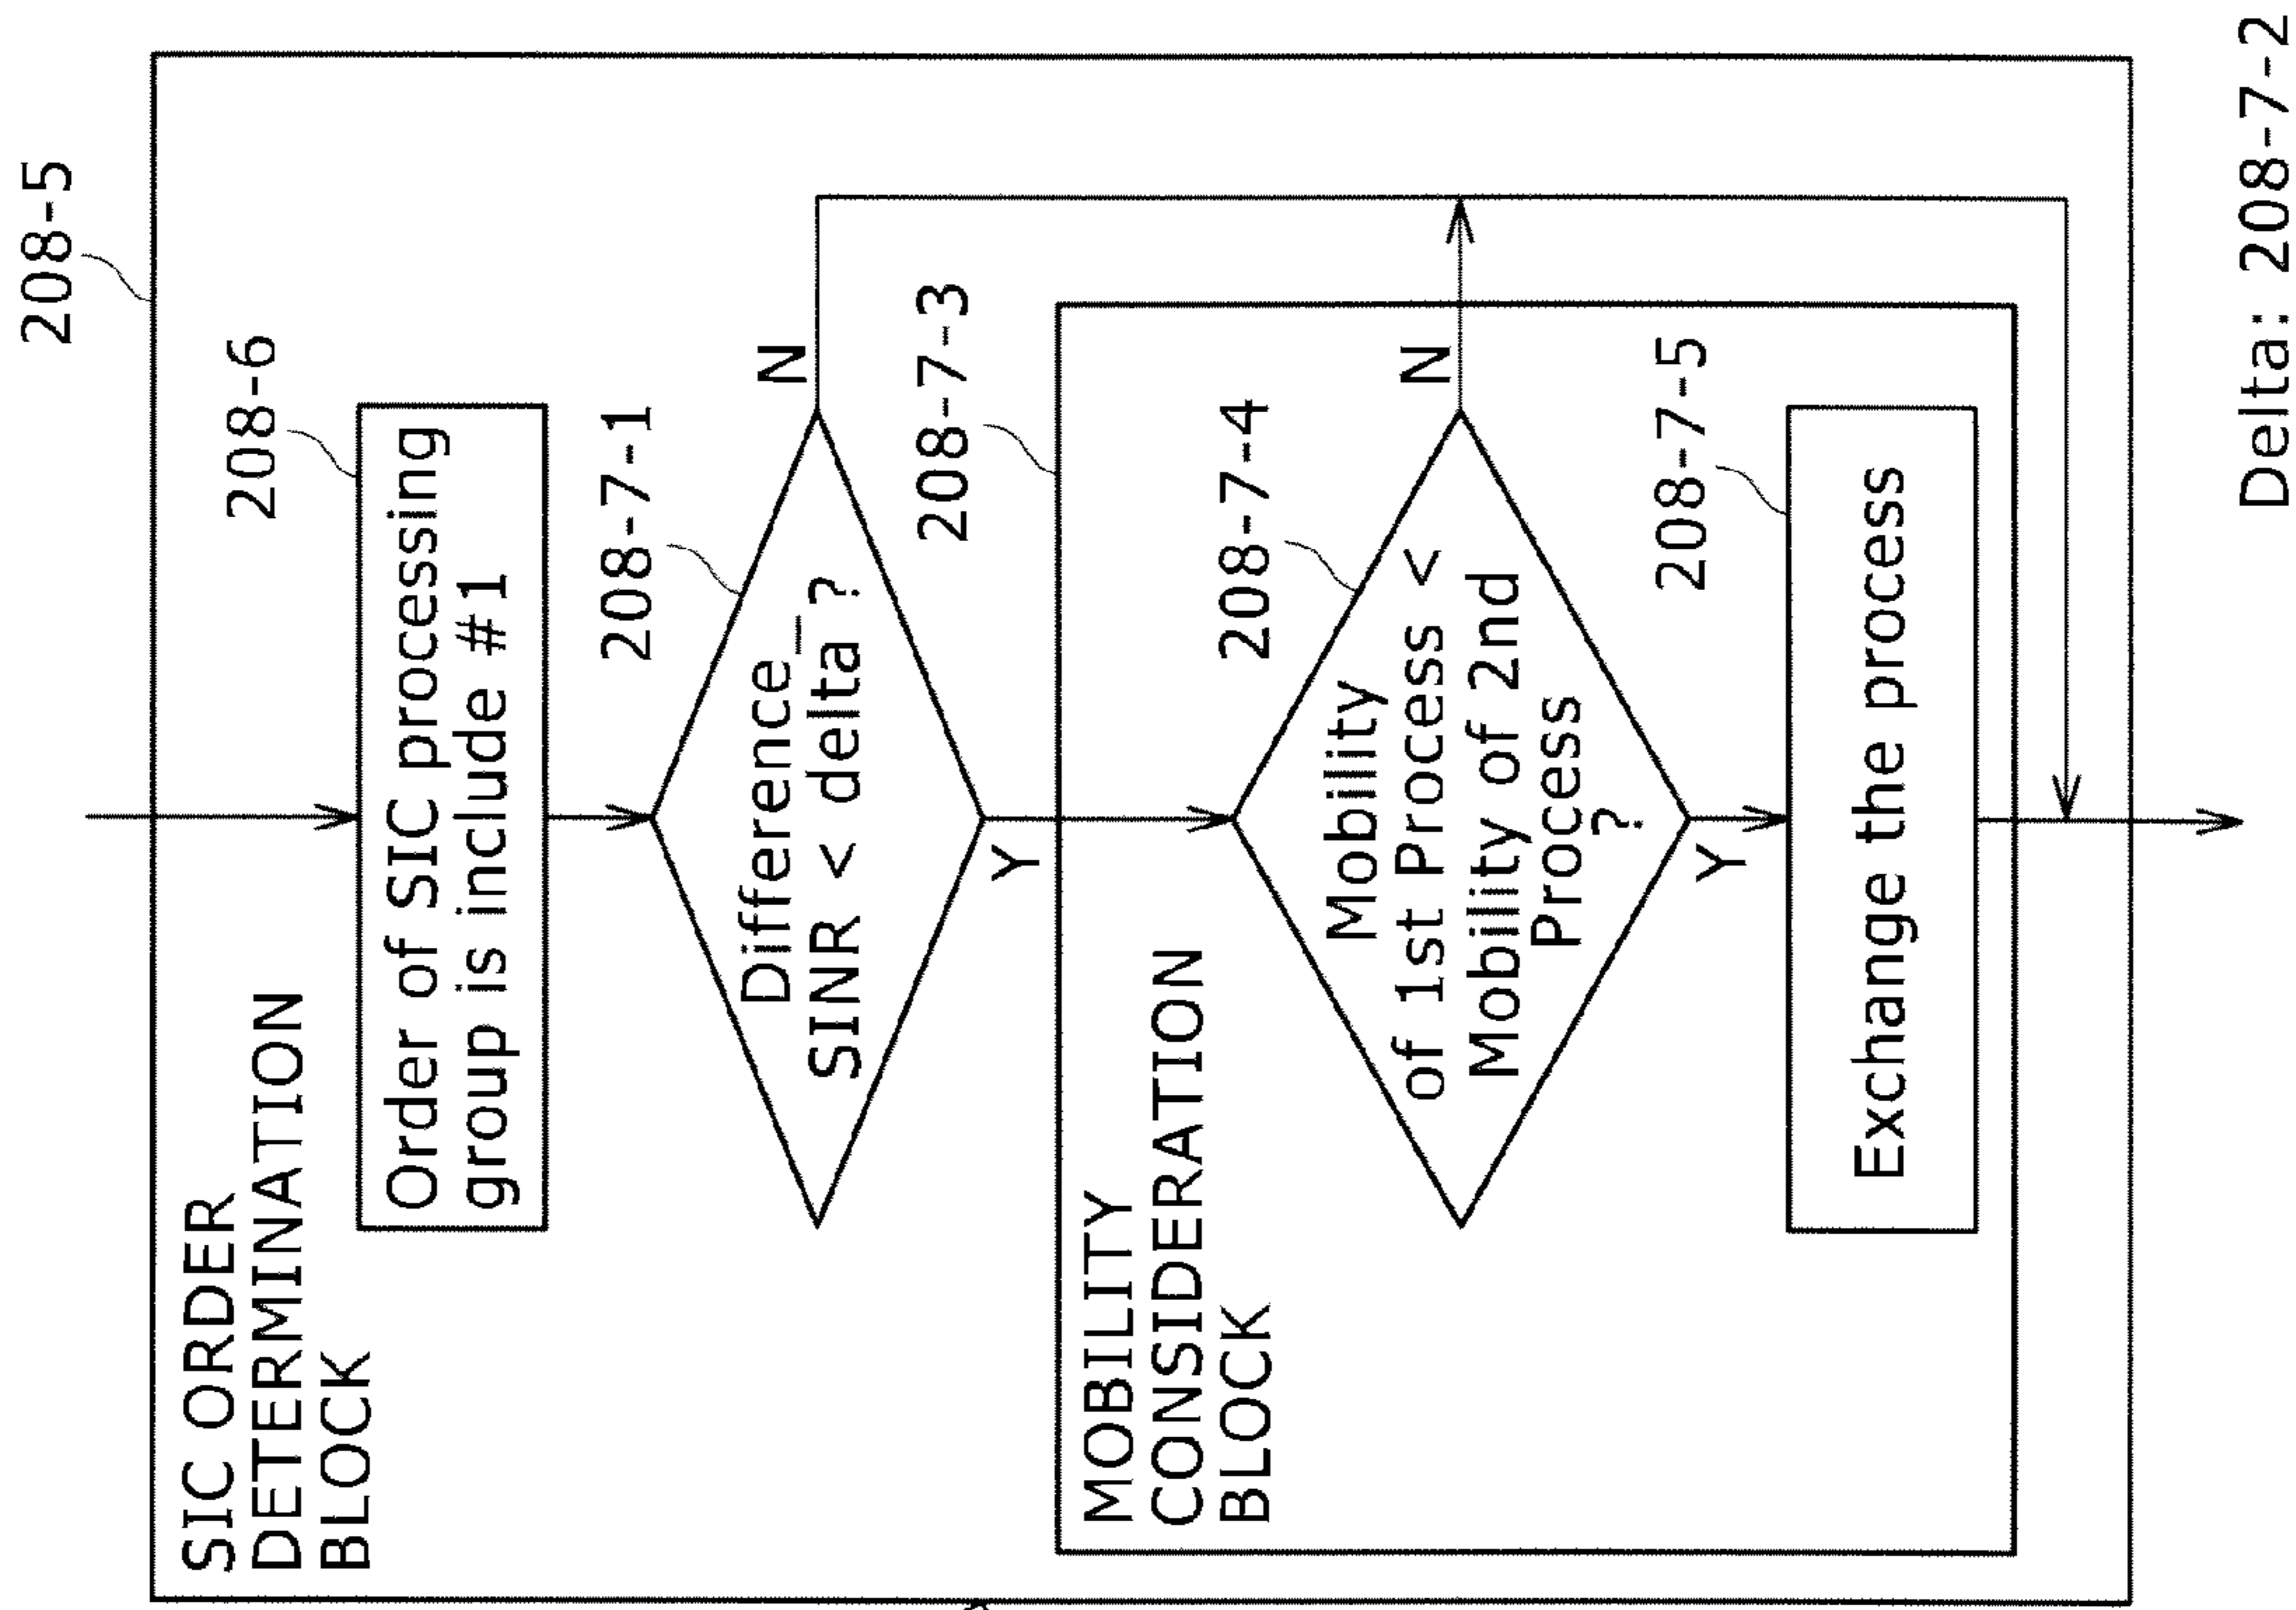 208-5
SIC ORDER
DETERMINATION
BLOCK
208-6
Order of SIC processing
group is include #1
208-7-1
Difference_
SINR < delta ?
N
Y
208-7-3
MOBILITY
CONSIDERATION
BLOCK
208-7-4
Mobility
of 1st Process <
Mobility of 2nd
Process
?
N
Y
208-7-5
Exchange the process
Delta: 208-7-2